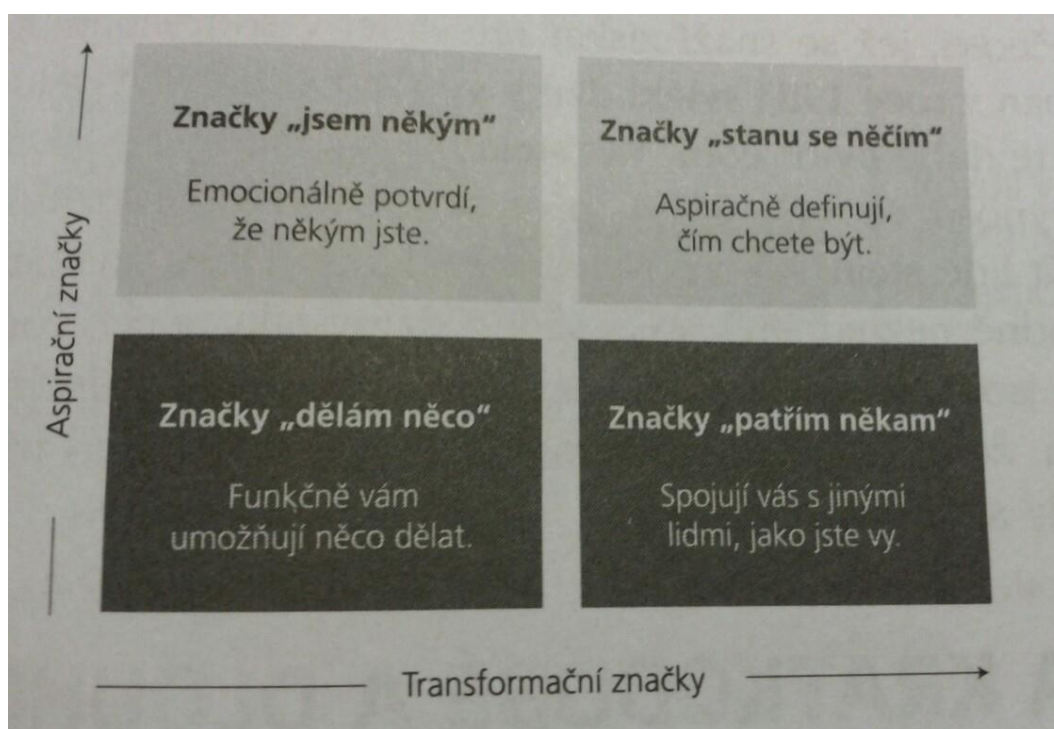 Značky „jsem někým“
Emocionálně potvrdí,
že někým jste.
Značky „stanu se něčím“
Aspiračně definují,
čím chcete být.
Aspirační značky
Značky „dělám něco“
Funkčně vám
umožňují něco dělat.
Značky „patřím někam“
Spojují vás s jinými
lidmi, jako jste vy.
Transformační značky